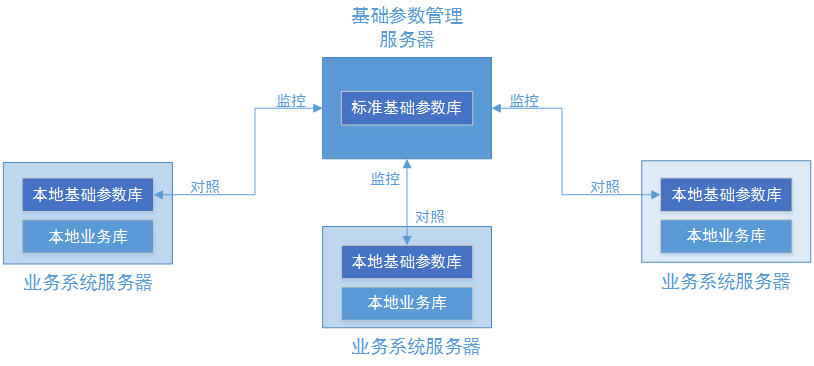 基础参数管理
服务器
标准基础参数库
监控
监控
监控
对照
对照
对照
本地基础参数库
本地业务库
业务系统服务器
本地基础参数库
本地业务库
业务系统服务器
本地基础参数库
本地业务库
业务系统服务器